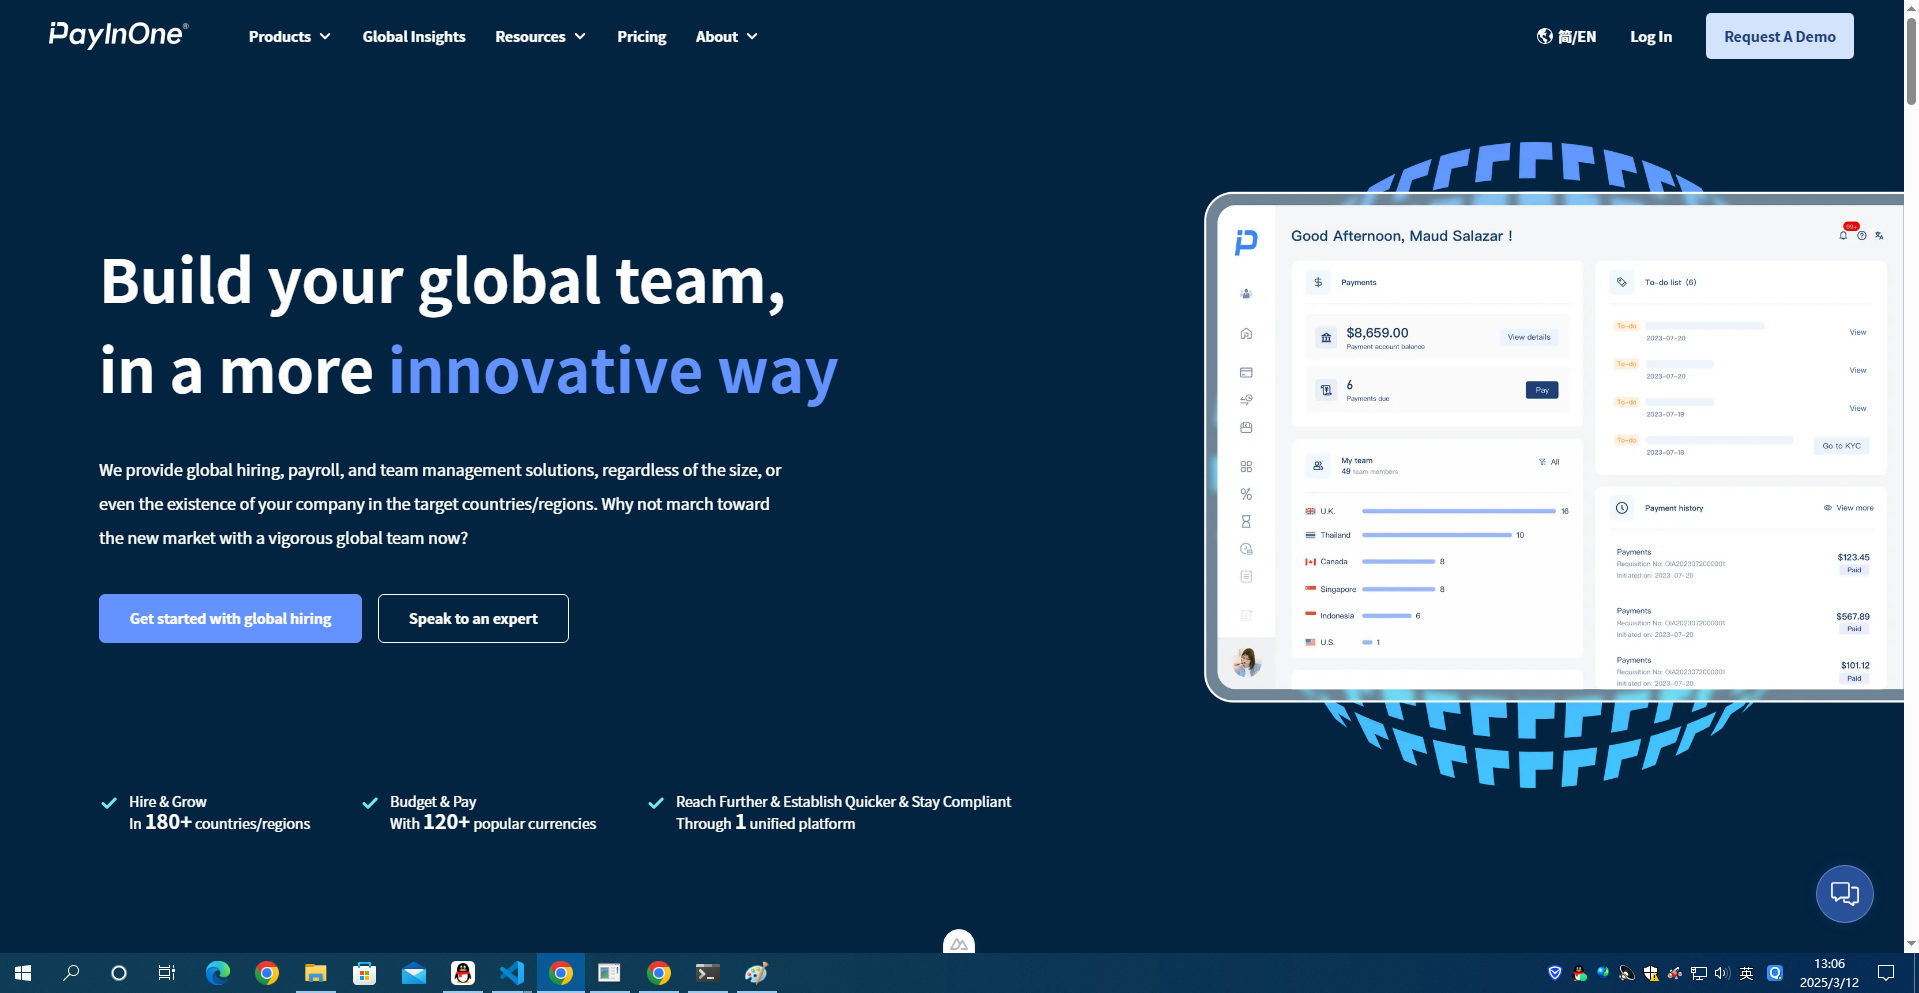 PayInOne®
Products
Global Insights
Resources
Pricing
About
简/EN
Log In
Request A Demo
Build your global team,
in a more innovative way
We provide global hiring, payroll, and team management solutions, regardless of the size, or
even the existence of your company in the target countries/regions. Why not march toward
the new market with a vigorous global team now?
Get started with global hiring
Speak to an expert
Hire & Grow
In 180+ countries/regions
Budget & Pay
With 120+ popular currencies
Reach Further & Establish Quicker & Stay Compliant
Through 1 unified platform
Good Afternoon, Maud Salazar !
99+
Payments
$8,659.00
Payment account balance
View details
6
Payments due
Pay
My team
49 team members
All
U.K. 16
Thailand 10
Canada 8
Singapore 8
Indonesia 6
U.S. 1
To-do list (6)
To-do
2023-07-20
View
To-do
2023-07-20
View
To-do
2023-07-19
View
To-do
2023-07-18
Go to KYC
Payment history
View more
Payments
$123.45
Requisition No: OIA2023072000001
Initiated on: 2023-07-20
Paid
Payments
$567.89
Requisition No: OIA2023072000001
Initiated on: 2023-07-20
Paid
Payments
$101.12
Requisition No: OIA2023072000001
Initiated on: 2023-07-20
Paid
英
13:06
2025/3/12